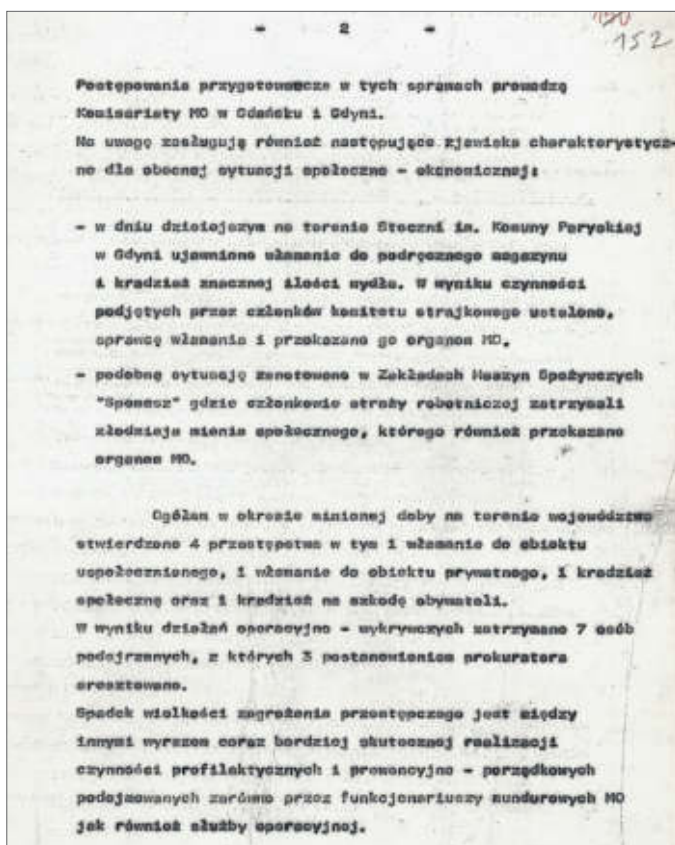 - 2 -
150
152
Postępowania przygotowawcze w tych sprawach prowadzą
Komisariaty MO w Gdańsku i Gdyni.
Na uwagę zasługują również następujące zjawiska charakterystycz-
ne dla obecnej sytuacji społeczno - ekonomicznej:
- w dniu dzisiejszym na terenie Stoczni im. Komuny Paryskiej
w Gdyni ujawniono włamanie do podręcznego magazynu
i kradzież znacznej ilości mydła. W wyniku czynności
podjętych przez członków komitetu strajkowego ustalono,
sprawcę włamania i przekazano go organom MO.
- podobną sytuację zanotowano w Zakładach Maszyn Spożywczych
"Spomasz" gdzie członkowie straży robotniczej zatrzymali
złodzieja mienia społecznego, którego również przekazano
organom MO.
Ogółem w okresie minionej doby na terenie województwa
stwierdzono 4 przestępstwa w tym 1 włamanie do obiektu
uspołecznionego, 1 włamanie do obiektu prywatnego, 1 kradzież
społeczną oraz 1 kradzież na szkodę obywateli.
W wyniku działań operacyjno - wykrywczych zatrzymano 7 osób
podejrzanych, z których 3 postanowieniem prokuratora
aresztowano.
Spadek wielkości zagrożenia przestępczego jest między
innymi wyrazem coraz bardziej skutecznej realizacji
czynności profilaktycznych i prewencyjno - porządkowych
podejmowanych zarówno przez funkcjonariuszy mundurowych MO
jak również służby operacyjnej.